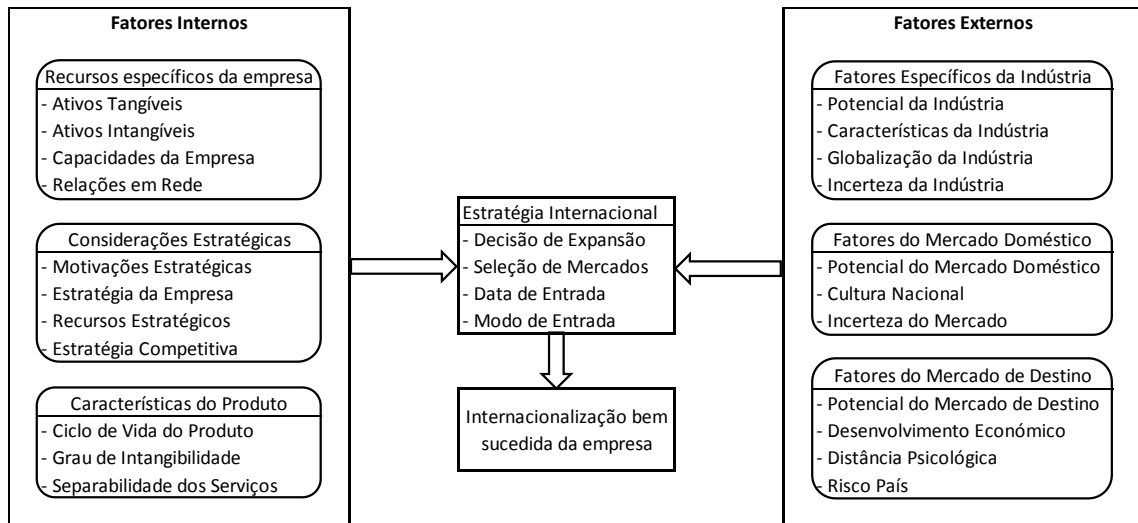 Fatores Internos
Recursos específicos da empresa
- Ativos Tangíveis
- Ativos Intangíveis
- Capacidades da Empresa
- Relações em Rede
Considerações Estratégicas
- Motivações Estratégicas
- Estratégia da Empresa
- Recursos Estratégicos
- Estratégia Competitiva
Características do Produto
- Ciclo de Vida do Produto
- Grau de Intangibilidade
- Separabilidade dos Serviços
Estratégia Internacional
- Decisão de Expansão
- Seleção de Mercados
- Data de Entrada
- Modo de Entrada
Internacionalização bem
sucedida da empresa
Fatores Externos
Fatores Específicos da Indústria
- Potencial da Indústria
- Características da Indústria
- Globalização da Indústria
- Incerteza da Indústria
Fatores do Mercado Doméstico
- Potencial do Mercado Doméstico
- Cultura Nacional
- Incerteza do Mercado
Fatores do Mercado de Destino
- Potencial do Mercado de Destino
- Desenvolvimento Económico
- Distância Psicológica
- Risco País